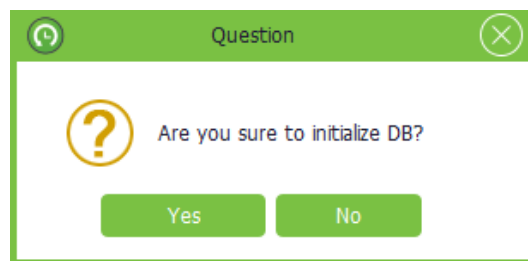 Question
Are you sure to initialize DB?
Yes No